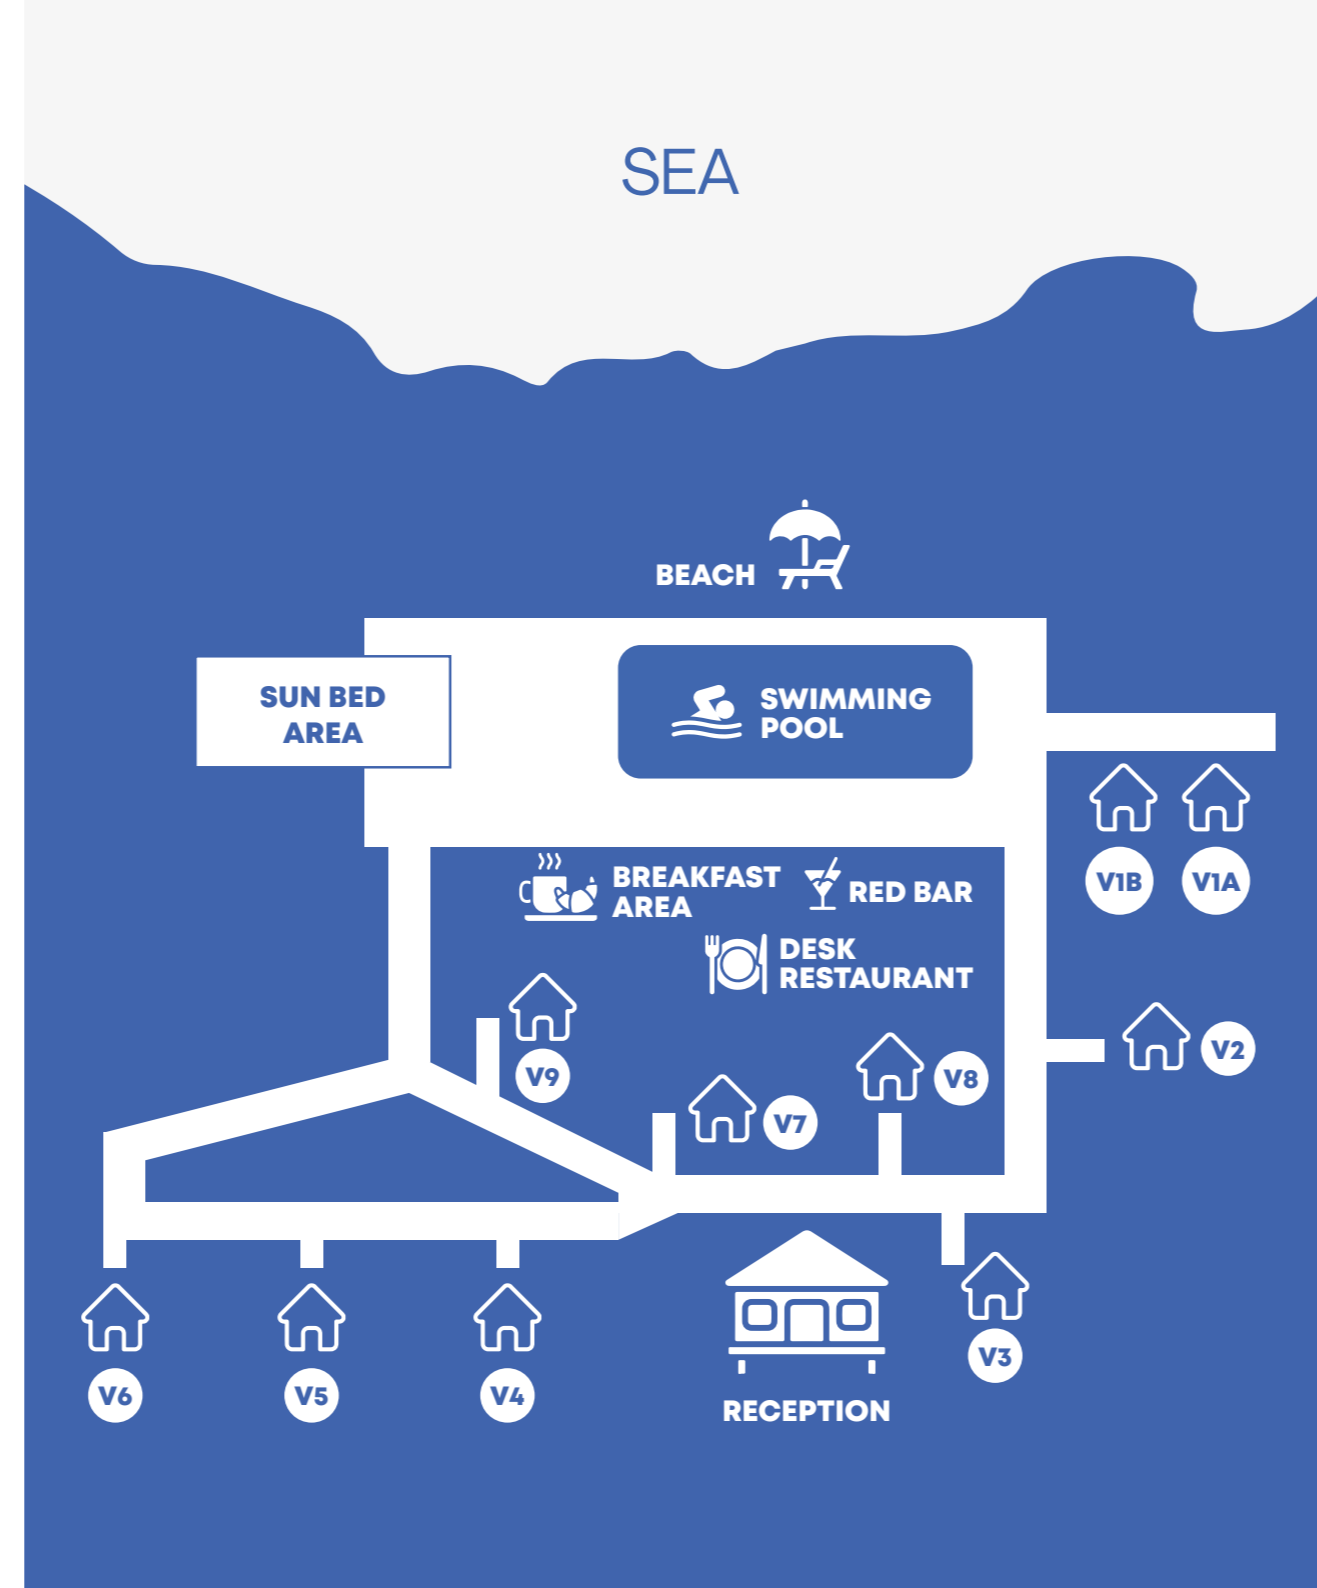 SEA
BEACH
SUN BED
AREA
SWIMMING
POOL
BREAKFAST
AREA
RED BAR
DESK
RESTAURANT
V1B
V1A
V2
V9
V8
V7
V3
V6
V5
V4
RECEPTION